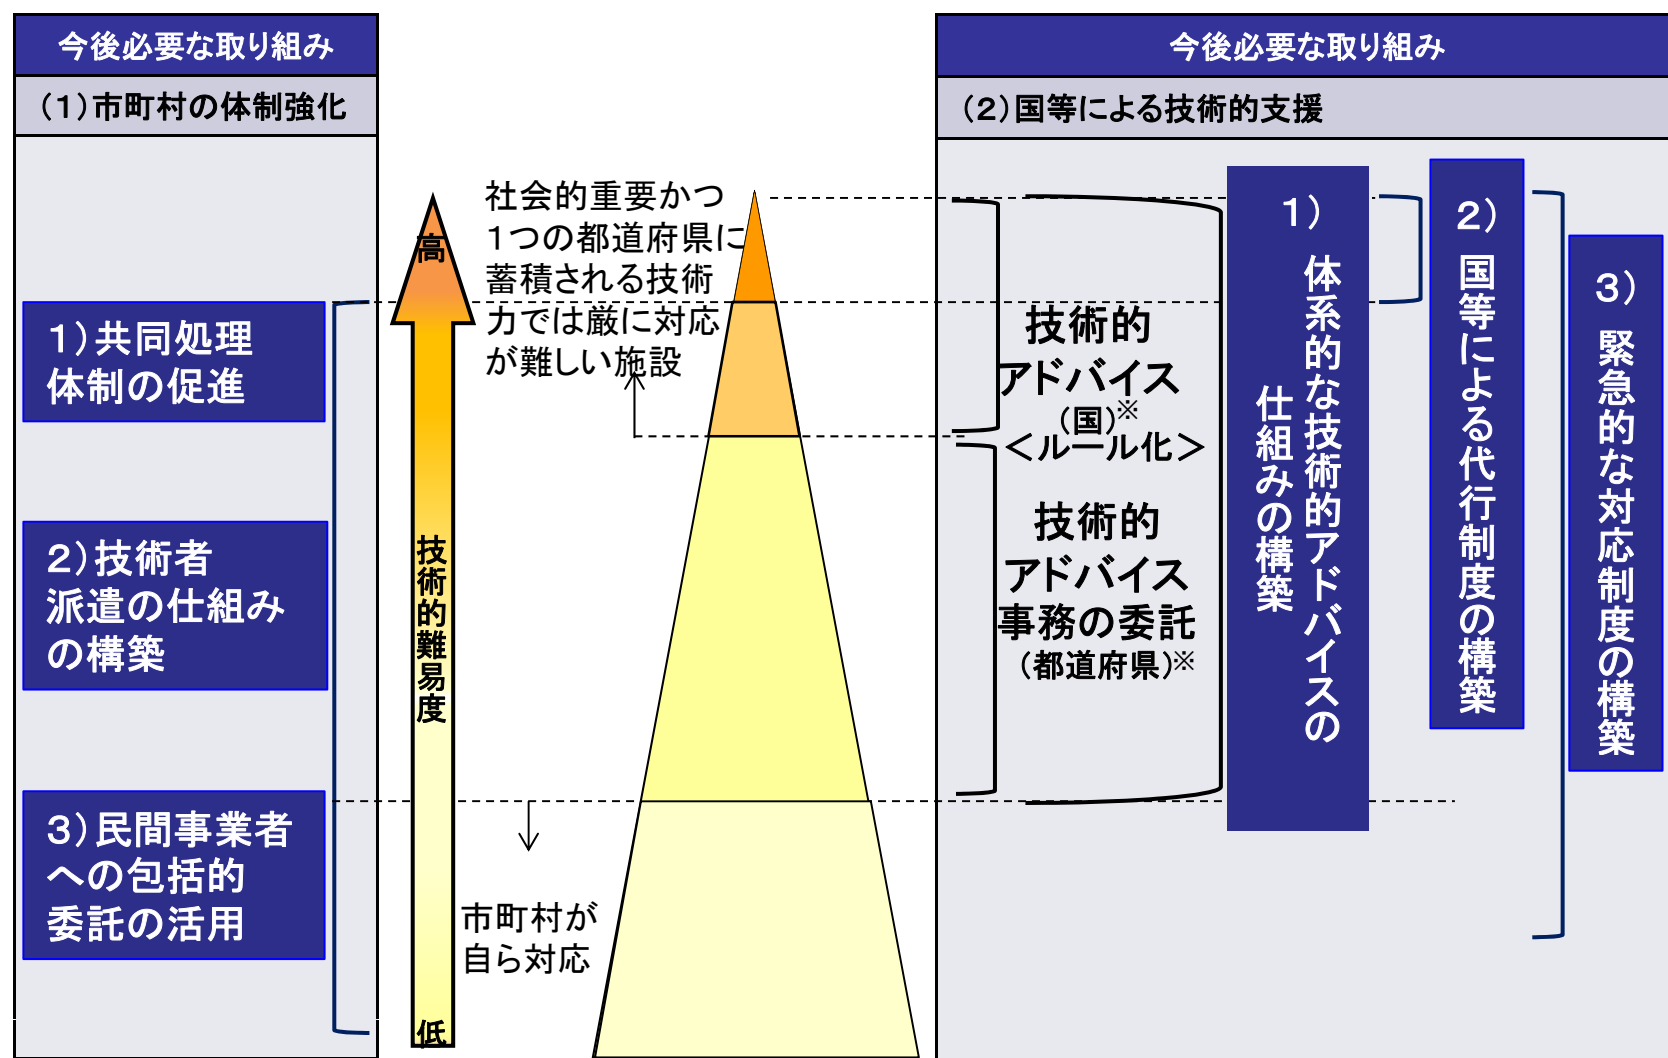 今後必要な取り組み
(1)市町村の体制強化
1)共同処理
体制の促進
2)技術者
派遣の仕組み
の構築
3)民間事業者
への包括的
委託の活用
高
技術的難易度
低
社会的重要かつ
1つの都道府県に
蓄積される技術
力では厳に対応
が難しい施設
市町村が
自ら対応
今後必要な取り組み
(2)国等による技術的支援
技術的
アドバイス
(国)※
<ルール化>
技術的
アドバイス
事務の委託
(都道府県)※
1)
体系的な技術的アドバイスの
仕組みの構築
2)
国等による代行制度の構築
3)
緊急的な対応制度の構築